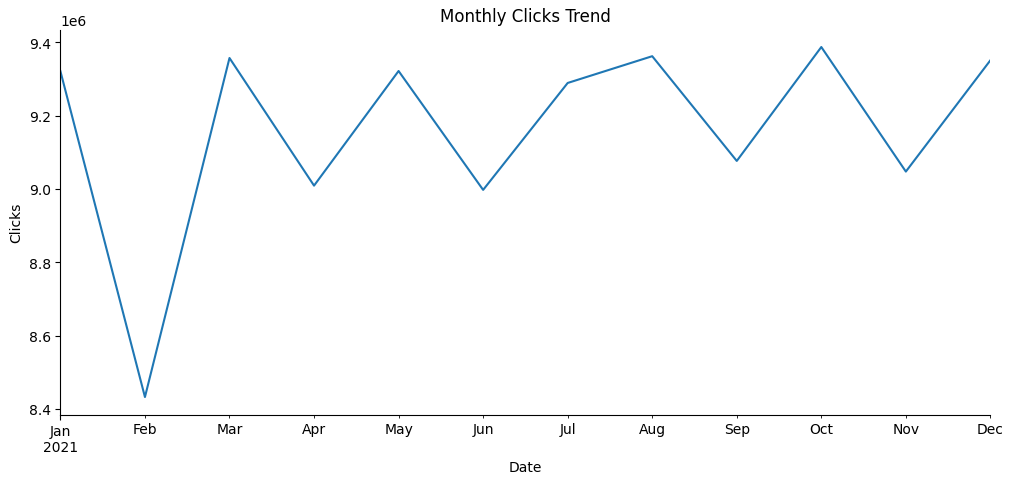 Monthly Clicks Trend
1e6
9.4
9.2
9.0
8.8
8.6
8.4
Clicks
Jan Feb Mar Apr May Jun Jul Aug Sep Oct Nov Dec
2021
Date